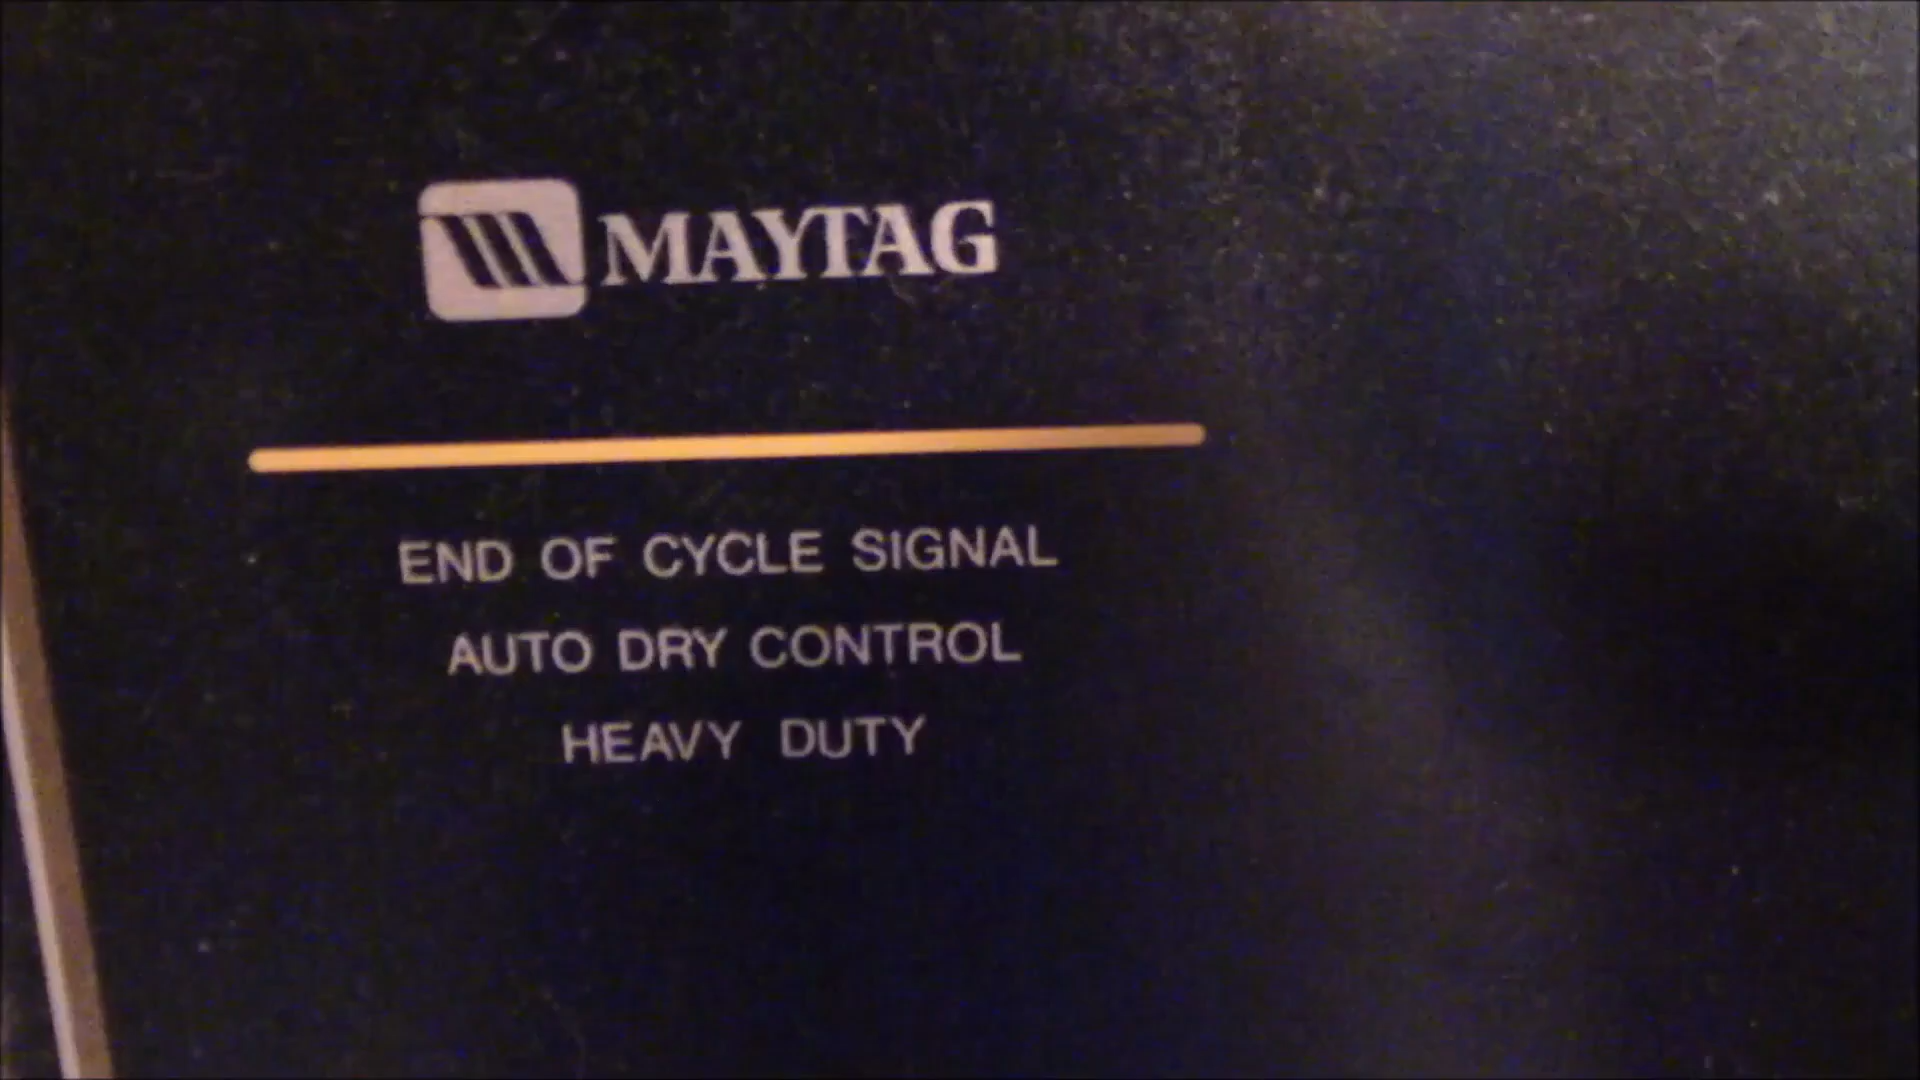 MAYTAG
END OF CYCLE SIGNAL
AUTO DRY CONTROL
HEAVY DUTY